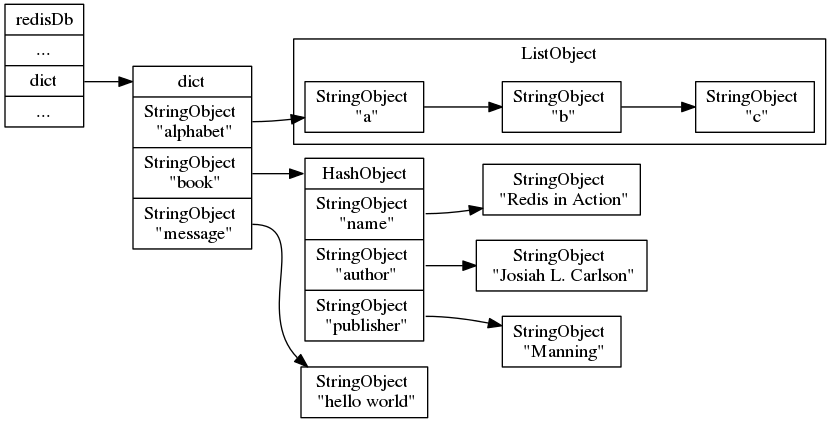 redisDb
...
dict
...
dict
StringObject
"alphabet"
StringObject
"book"
StringObject
"message"
ListObject
StringObject
"a"
StringObject
"b"
StringObject
"c"
HashObject
StringObject
"name"
StringObject
"author"
StringObject
"publisher"
StringObject
"Redis in Action"
StringObject
"Josiah L. Carlson"
StringObject
"Manning"
StringObject
"hello world"